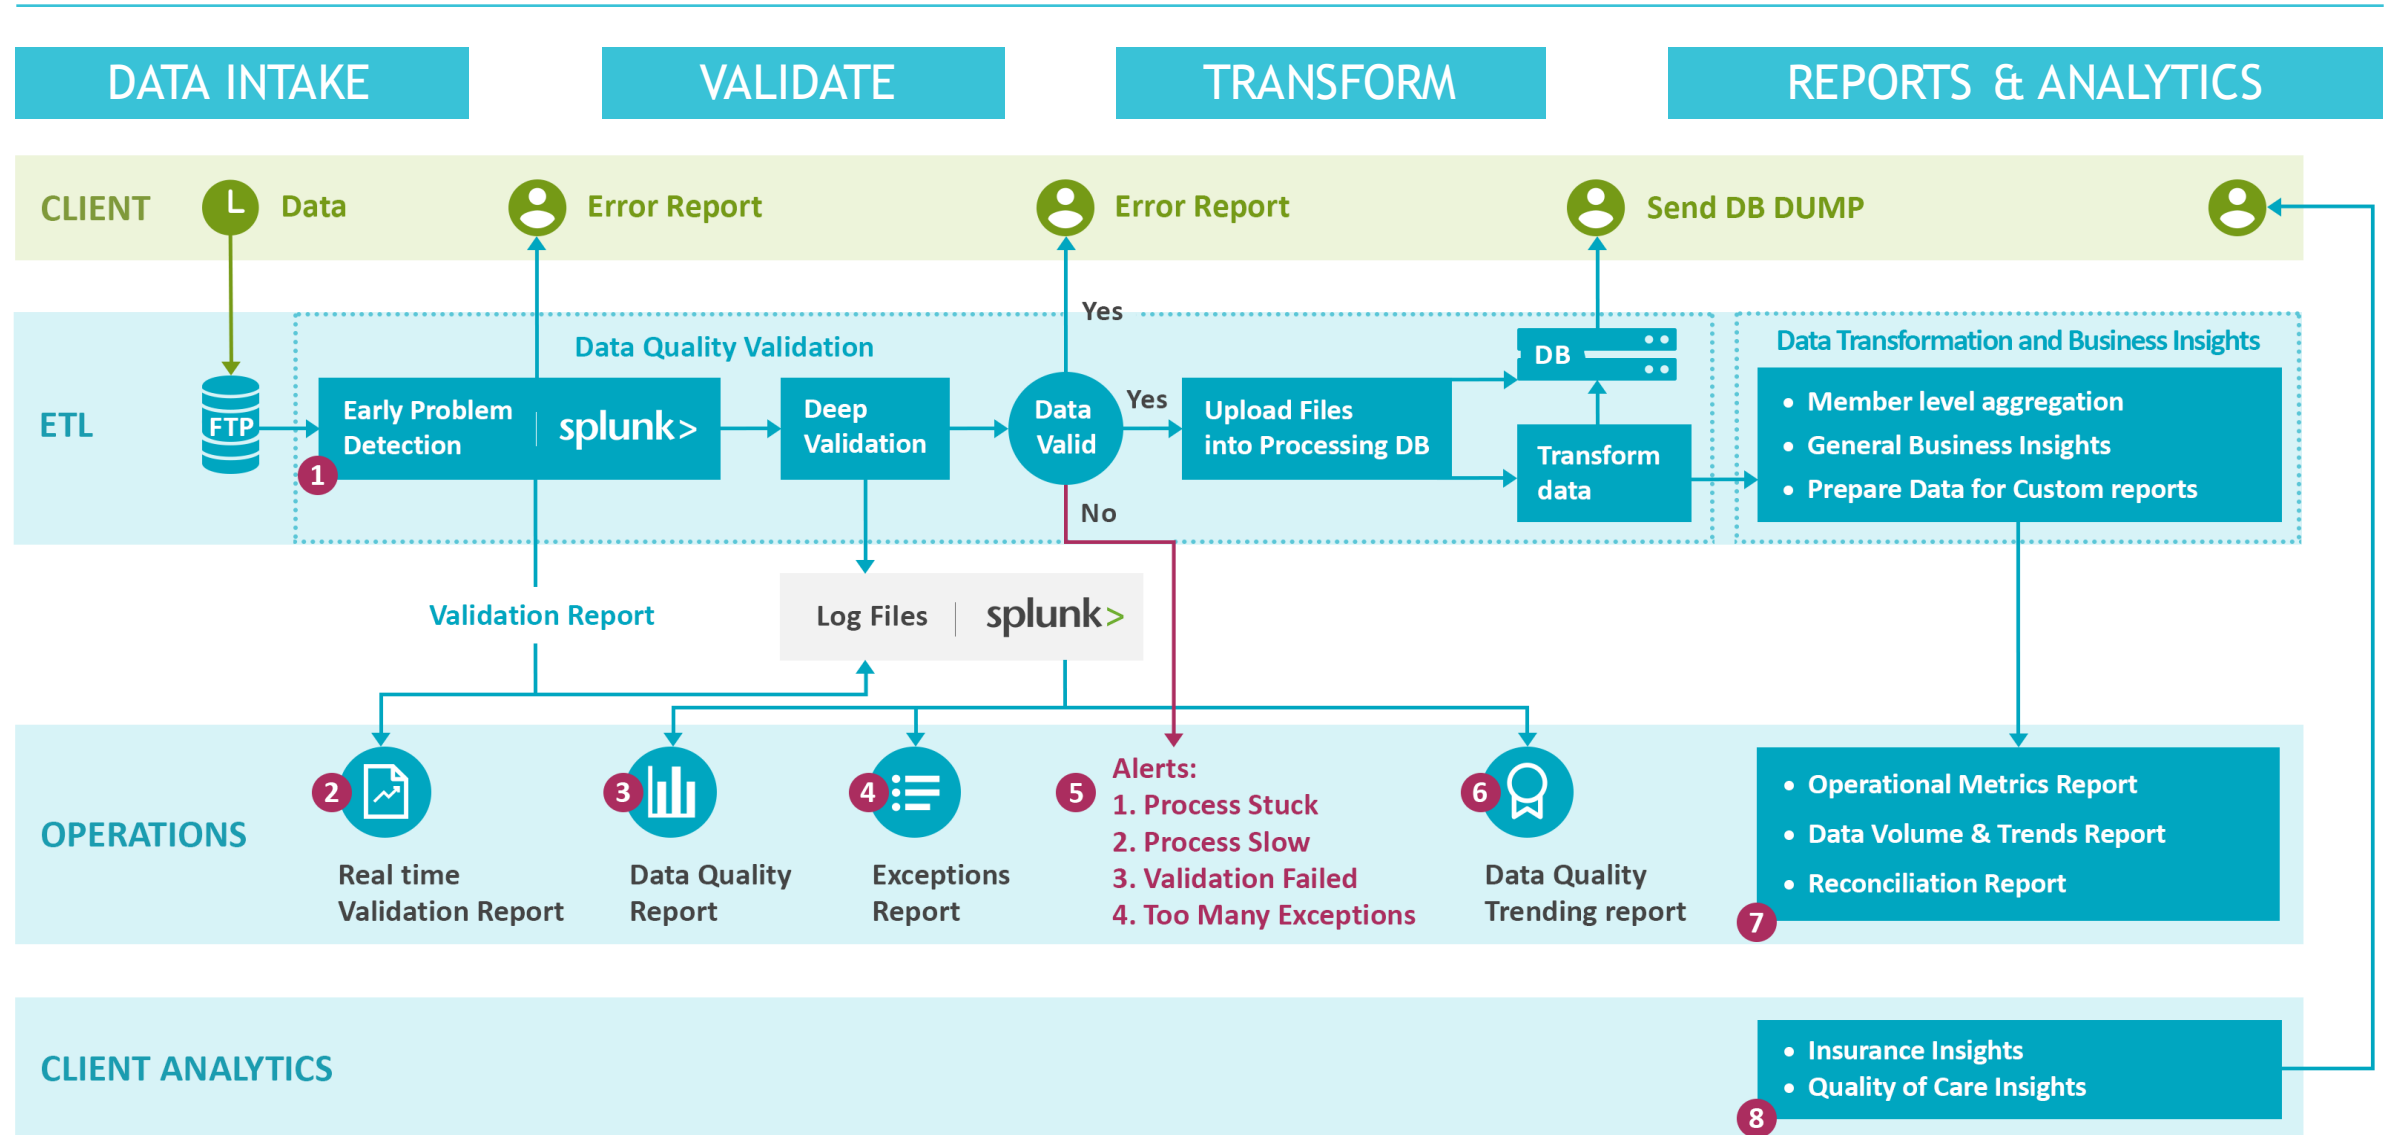 DATA INTAKE
VALIDATE
TRANSFORM
REPORTS & ANALYTICS
CLIENT
Data
Error Report
Error Report
Send DB DUMP
Yes
ETL
FTP
Data Quality Validation
Early Problem
Detection
splunk>
1
Deep
Validation
Data
Valid
Yes
No
Upload Files
into Processing DB
DB
Transform
data
Data Transformation and Business Insights
• Member level aggregation
• General Business Insights
• Prepare Data for Custom reports
Validation Report
Log Files
splunk>
OPERATIONS
2
Real time
Validation Report
3
Data Quality
Report
4
Exceptions
Report
5
Alerts:
1. Process Stuck
2. Process Slow
3. Validation Failed
4. Too Many Exceptions
6
Data Quality
Trending report
• Operational Metrics Report
• Data Volume & Trends Report
• Reconciliation Report
7
CLIENT ANALYTICS
• Insurance Insights
• Quality of Care Insights
8